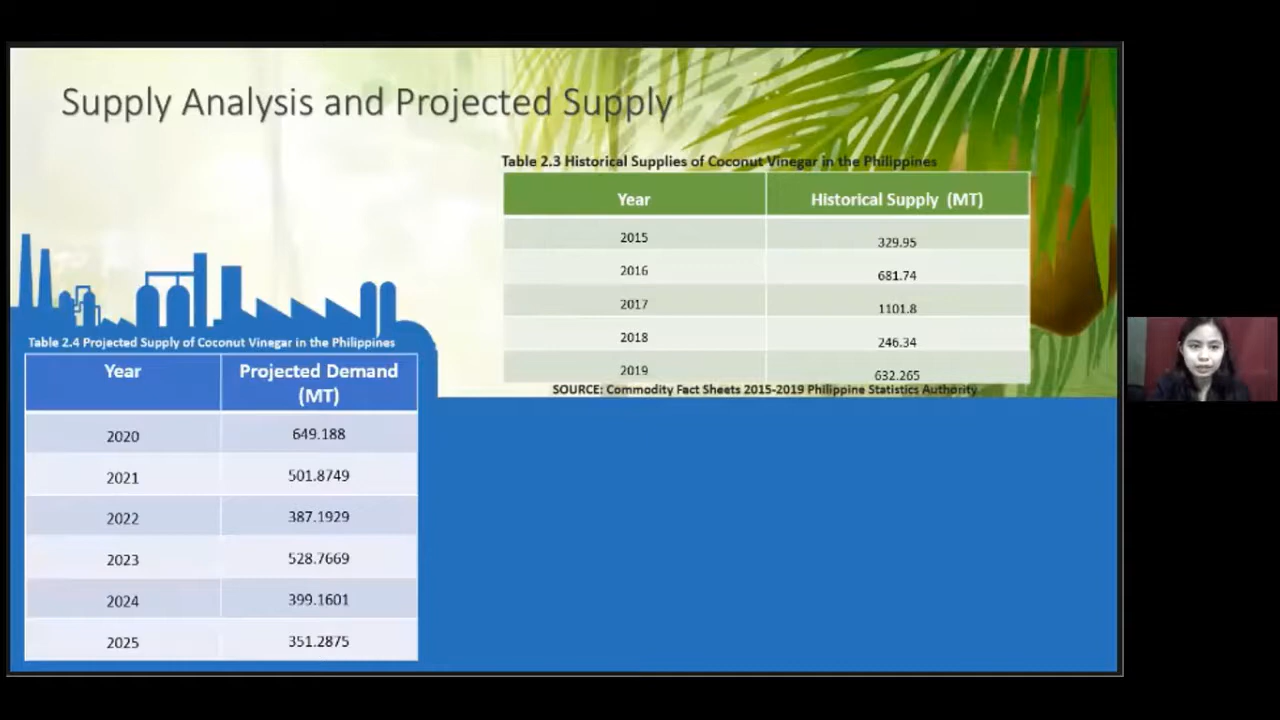 Supply Analysis and Projected Supply
Table 2.3 Historical Supplies of Coconut Vinegar in the Philippines
Year Historical Supply (MT)
2015 329.95
2016 681.74
2017 1101.8
2018 246.34
2019 632.265
SOURCE: Commodity Fact Sheets 2015-2019 Philippine Statistics Authority
Table 2.4 Projected Supply of Coconut Vinegar in the Philippines
Year Projected Demand
(MT)
2020 649.188
2021 501.8749
2022 387.1929
2023 528.7669
2024 399.1601
2025 351.2875